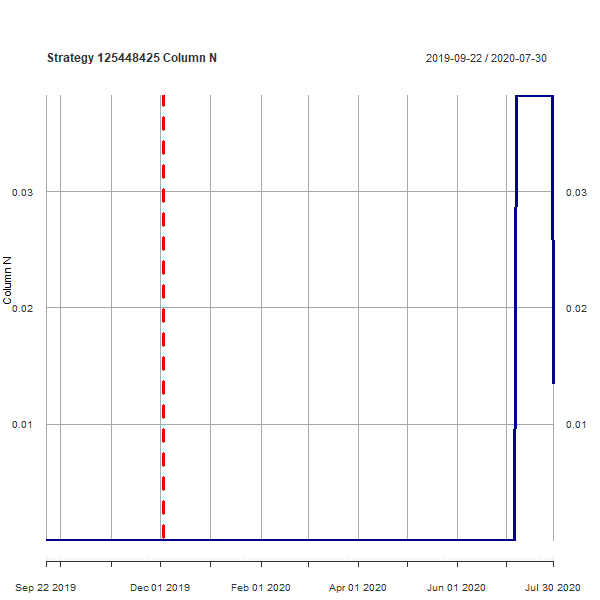 Strategy 125448425 Column N
2019-09-22 / 2020-07-30
Column N
0.03
0.03
0.02
0.02
0.01
0.01
Sep 22 2019
Dec 01 2019
Feb 01 2020
Apr 01 2020
Jun 01 2020
Jul 30 2020